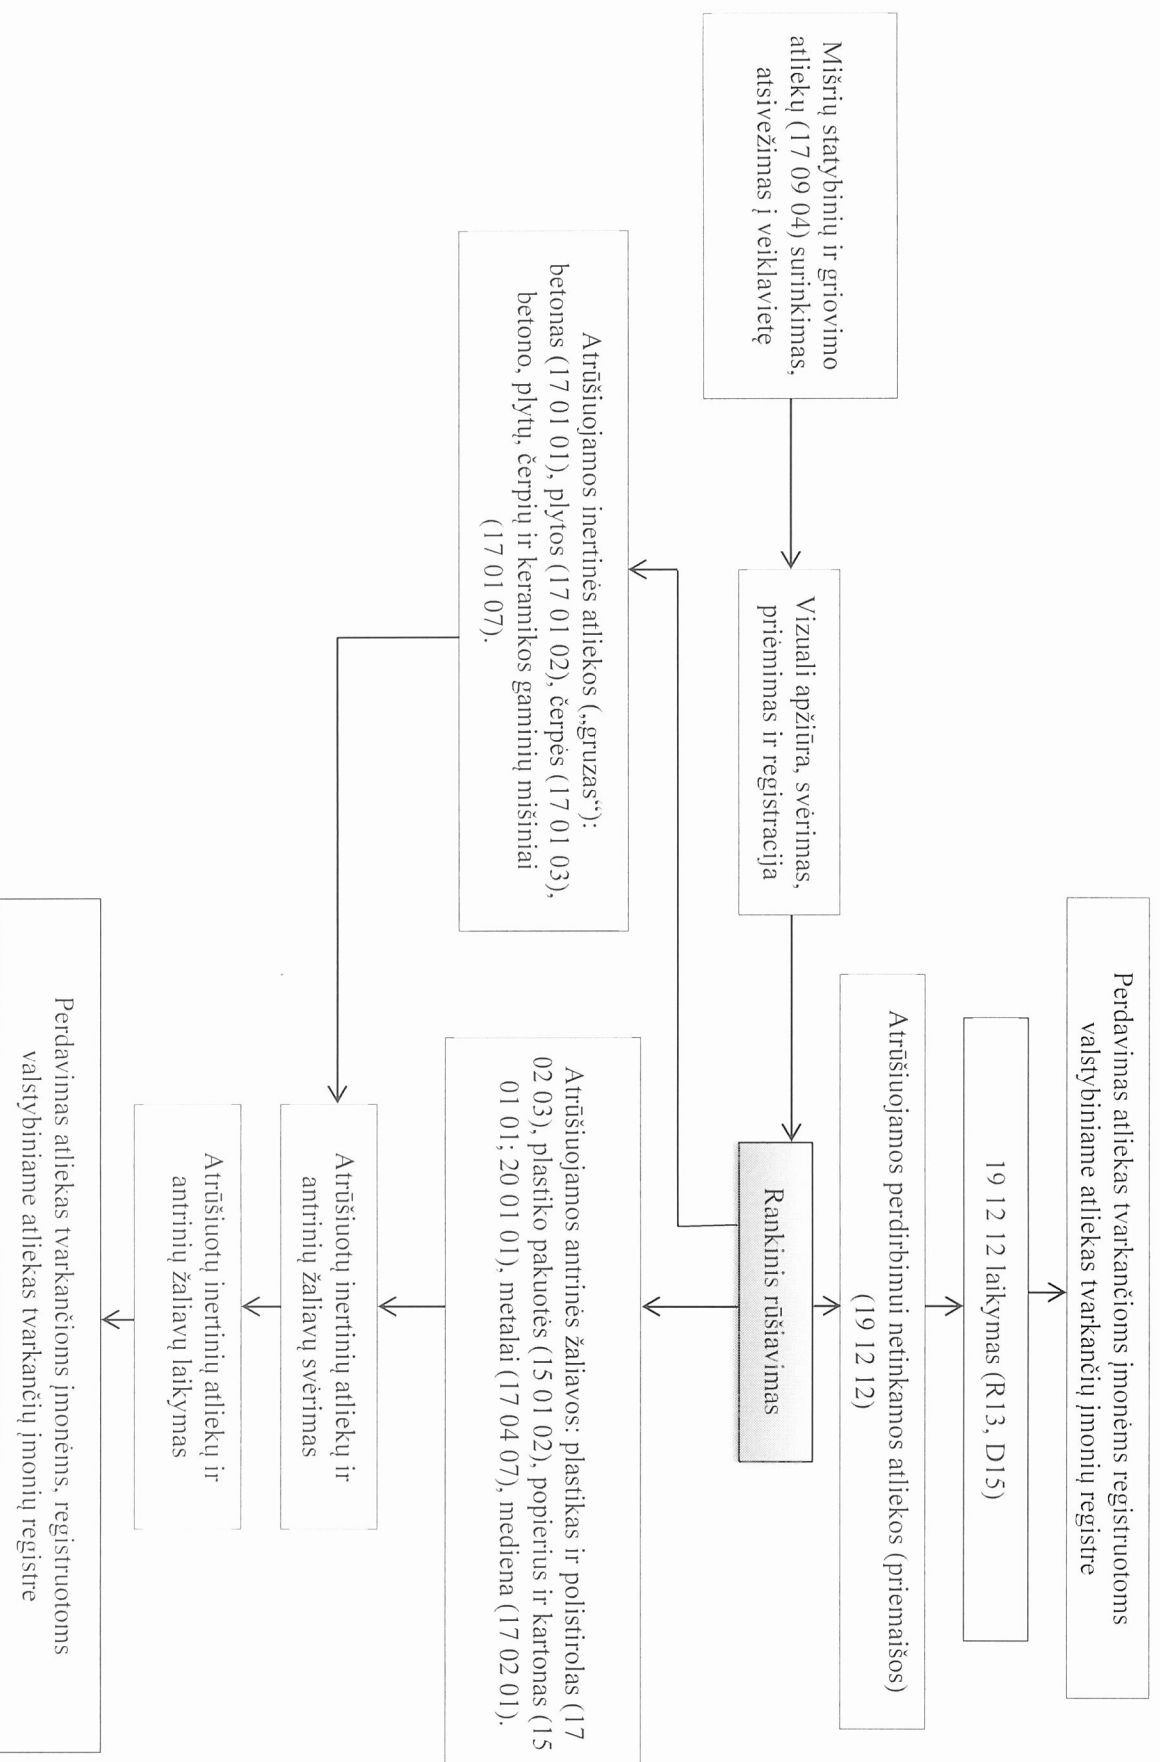 Perdavimas atliekas tvarkančioms įmonėms registruotoms
valstybiniame atliekas tvarkančių įmonių registre
19 12 12 laikymas (R13, D15)
Atrūšiuojamos perdirbimui netinkamos atliekos (priemaišos)
(19 12 12)
Mišrių statybinių ir griovimo
atliekų (17 09 04) surinkimas,
atsivežimas į veiklavietę
Vizuali apžiūra, svėrimas,
priėmimas ir registracija
Rankinis rūšiavimas
Atrūšiuojamos inertinės atliekos („gruzas“):
betonas (17 01 01), plytos (17 01 02), čerpės (17 01 03),
betono, plytų, čerpių ir keramikos gaminių mišiniai
(17 01 07).
Atrūšiuojamos antrinės žaliavos: plastikas ir polistirolas (17
02 03), plastiko pakuotės (15 01 02), popierius ir kartonas (15
01 01; 20 01 01), metalai (17 04 07), mediena (17 02 01).
Atrūšiuotų inertinių atliekų ir
antrinių žaliavų svėrimas
Atrūšiuotų inertinių atliekų ir
antrinių žaliavų laikymas
Perdavimas atliekas tvarkančioms įmonėms, registruotoms
valstybiniame atliekas tvarkančių įmonių registre